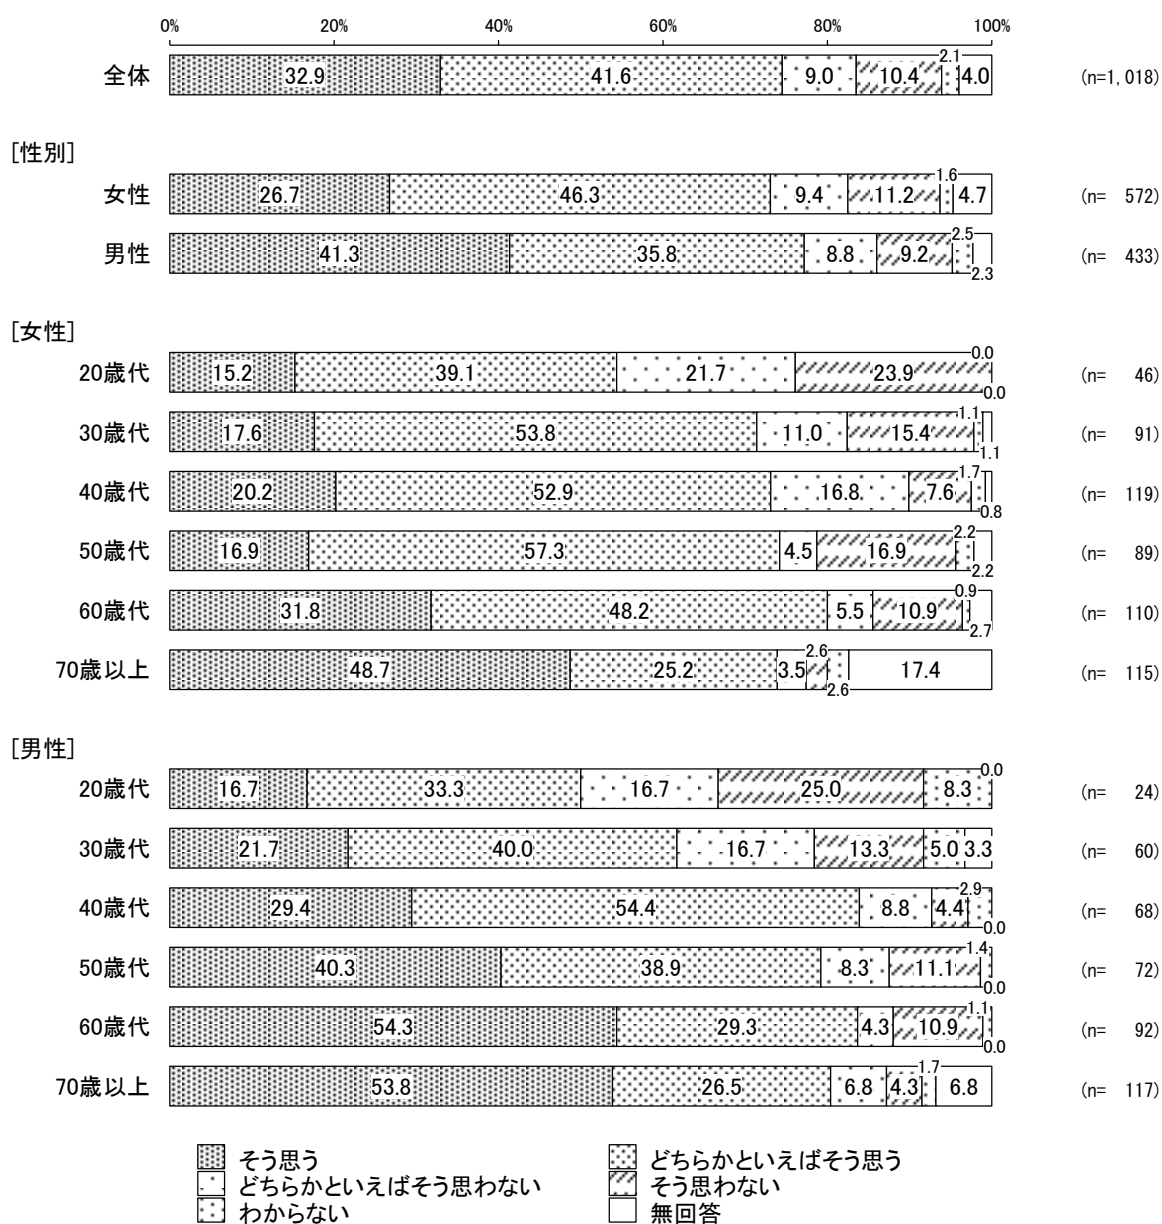 0% 20% 40% 60% 80% 100%
全体 32.9 41.6 9.0 10.4 2.1 4.0 (n=1,018)
[性別]
女性 26.7 46.3 9.4 11.2 1.6 4.7 (n= 572)
男性 41.3 35.8 8.8 9.2 2.5 2.3 (n= 433)
[女性]
20歳代 15.2 39.1 21.7 23.9 0.0 0.0 (n= 46)
30歳代 17.6 53.8 11.0 15.4 1.1 1.1 (n= 91)
40歳代 20.2 52.9 16.8 7.6 1.7 0.8 (n= 119)
50歳代 16.9 57.3 4.5 16.9 2.2 2.2 (n= 89)
60歳代 31.8 48.2 5.5 10.9 0.9 2.7 (n= 110)
70歳以上 48.7 25.2 3.5 2.6 2.6 17.4 (n= 115)
[男性]
20歳代 16.7 33.3 16.7 25.0 8.3 0.0 (n= 24)
30歳代 21.7 40.0 16.7 13.3 5.0 3.3 (n= 60)
40歳代 29.4 54.4 8.8 4.4 2.9 0.0 (n= 68)
50歳代 40.3 38.9 8.3 11.1 1.4 0.0 (n= 72)
60歳代 54.3 29.3 4.3 10.9 1.1 0.0 (n= 92)
70歳以上 53.8 26.5 6.8 4.3 1.7 6.8 (n= 117)
そう思う どちらかといえばそう思う
どちらかといえばそう思わない そう思わない
わからない 無回答